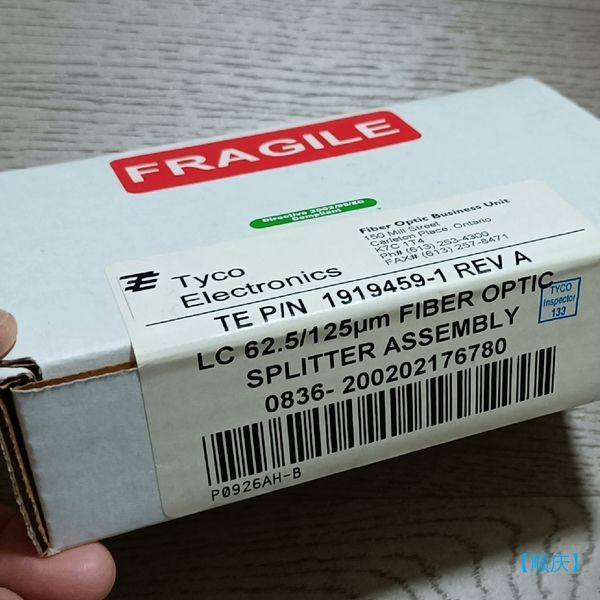 FRAGILE
Directive 2002/95/EC
Compliant
Tyco
Electronics
Fiber Optic Business Unit
150 Mill Street
Carleton Place, Ontario
K7C 1T4
Ph# (613) 253-4300
FAX# (613) 257-8471
TE P/N 1919459-1 REV A
LC 62.5/125µm FIBER OPTIC
SPLITTER ASSEMBLY
0836- 200202176780
TYCO
Inspector
133
P0926AH-B
【顺庆】